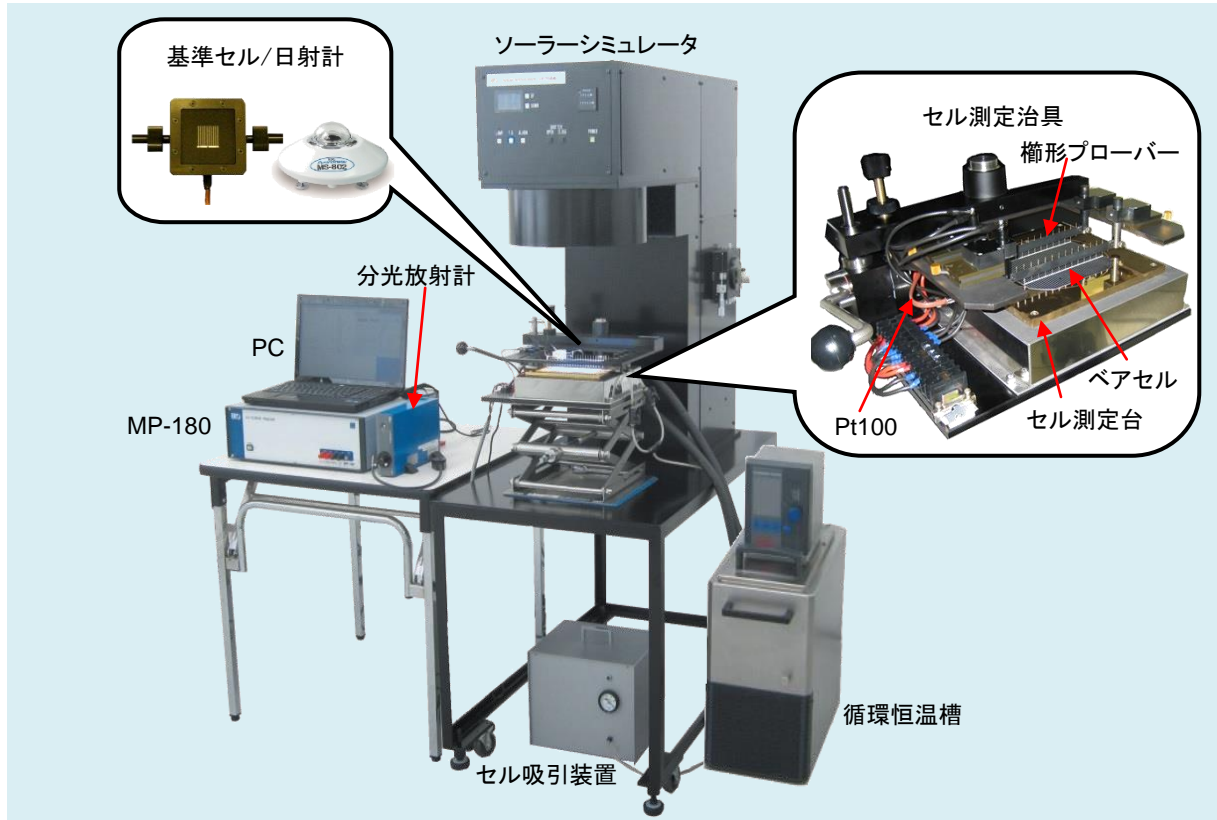 基準セル/日射計
MS-802
ソーラーシミュレータ
セル測定治具
櫛形プローバー
分光放射計
PC
MP-180
Pt100
ベアセル
セル測定台
循環恒温槽
セル吸引装置